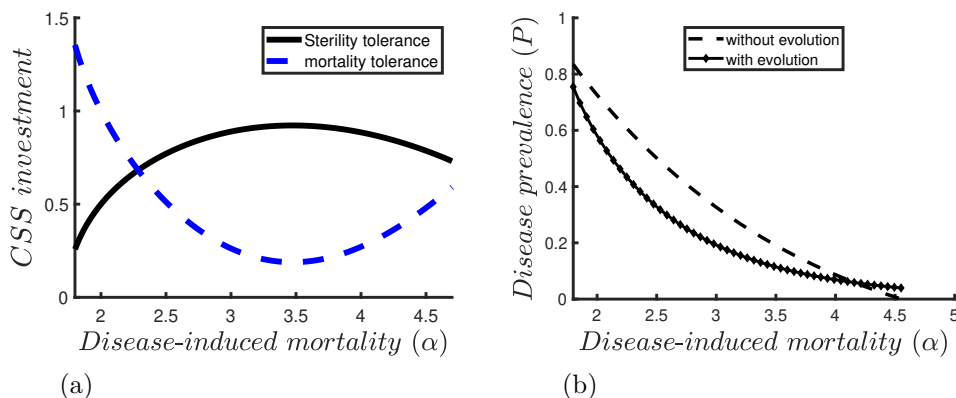 1.5
1
0.5
0
CSS investment
Sterility tolerance
mortality tolerance
2 2.5 3 3.5 4 4.5
Disease-induced mortality (α)
(a)
1
0.8
0.6
0.4
0.2
0
Disease prevalence (P)
without evolution
with evolution
2 2.5 3 3.5 4 4.5 5
Disease-induced mortality (α)
(b)